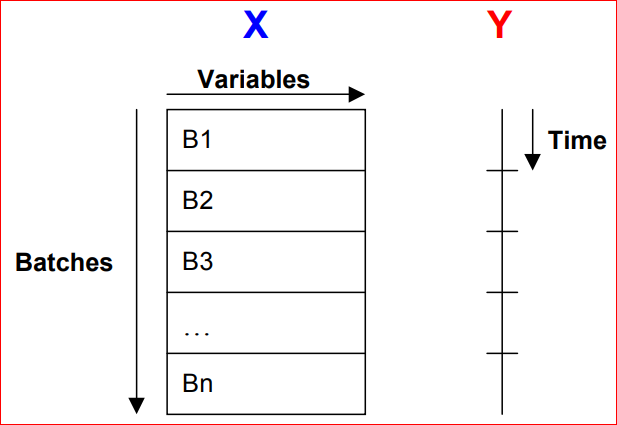 X Y
Variables
B1
Time
B2
B3
Batches
...
Bn